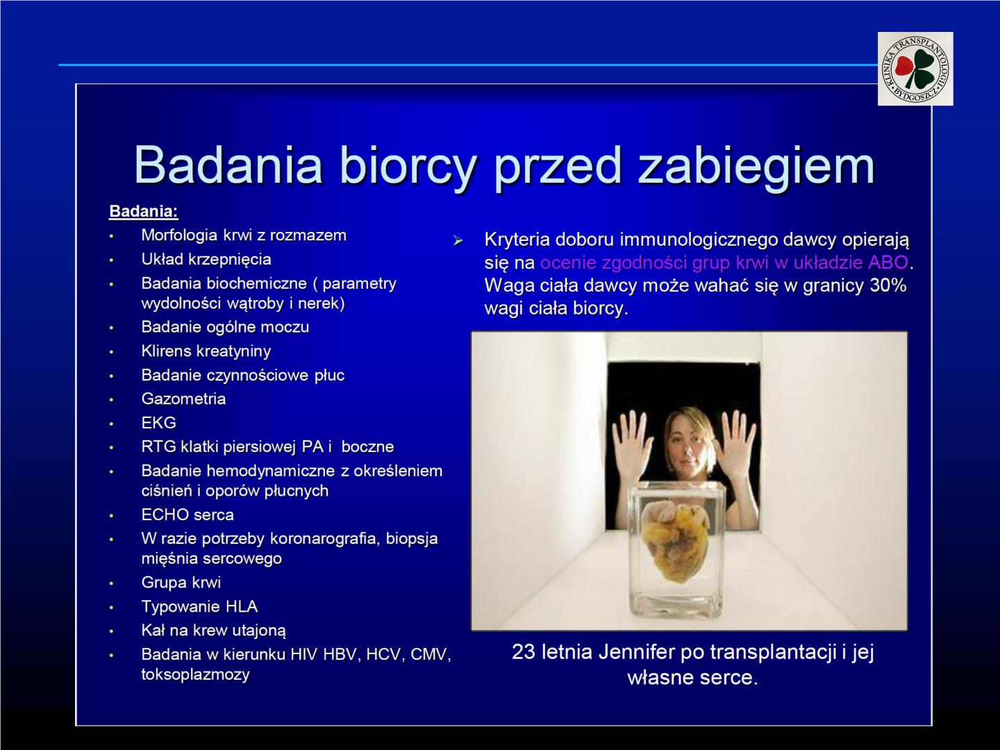 KLINIKA TRANSPLANTOLOGII
• BYDGOSZCZ •
Badania biorcy przed zabiegiem
Badania:
• Morfologia krwi z rozmazem
• Układ krzepnięcia
• Badania biochemiczne ( parametry
wydolności wątroby i nerek)
• Badanie ogólne moczu
• Klirens kreatyniny
• Badanie czynnościowe płuc
• Gazometria
• EKG
• RTG klatki piersiowej PA i  boczne
• Badanie hemodynamiczne z określeniem
ciśnień i oporów płucnych
• ECHO serca
• W razie potrzeby koronarografia, biopsja
mięśnia sercowego
• Grupa krwi
• Typowanie HLA
• Kał na krew utajoną
• Badania w kierunku HIV HBV, HCV, CMV,
toksoplazmozy
➢ Kryteria doboru immunologicznego dawcy opierają
się na ocenie zgodności grup krwi w układzie ABO.
Waga ciała dawcy może wahać się w granicy 30%
wagi ciała biorcy.
23 letnia Jennifer po transplantacji i jej
własne serce.